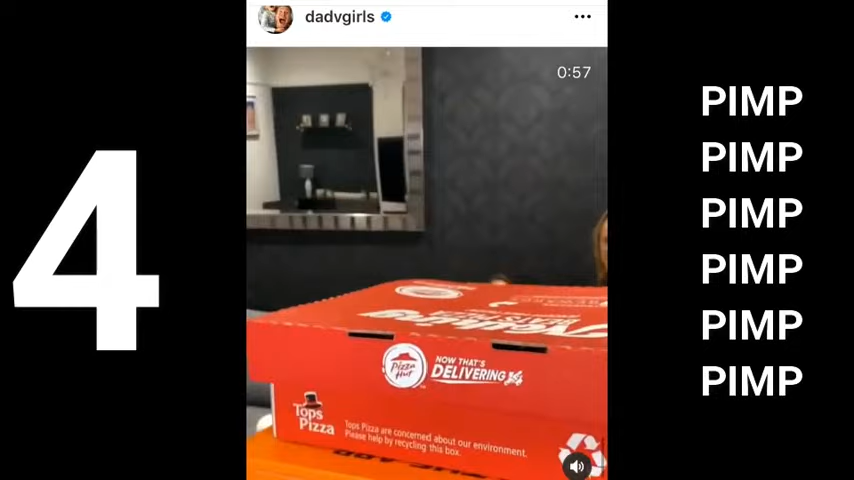 dadvgirls
0:57
4
PIMP
PIMP
PIMP
PIMP
PIMP
PIMP
Pizza Hut
NOW THAT'S
DELIVERING
Tops
Pizza
Tops Pizza are concerned about our environment.
Please help by recycling this box.